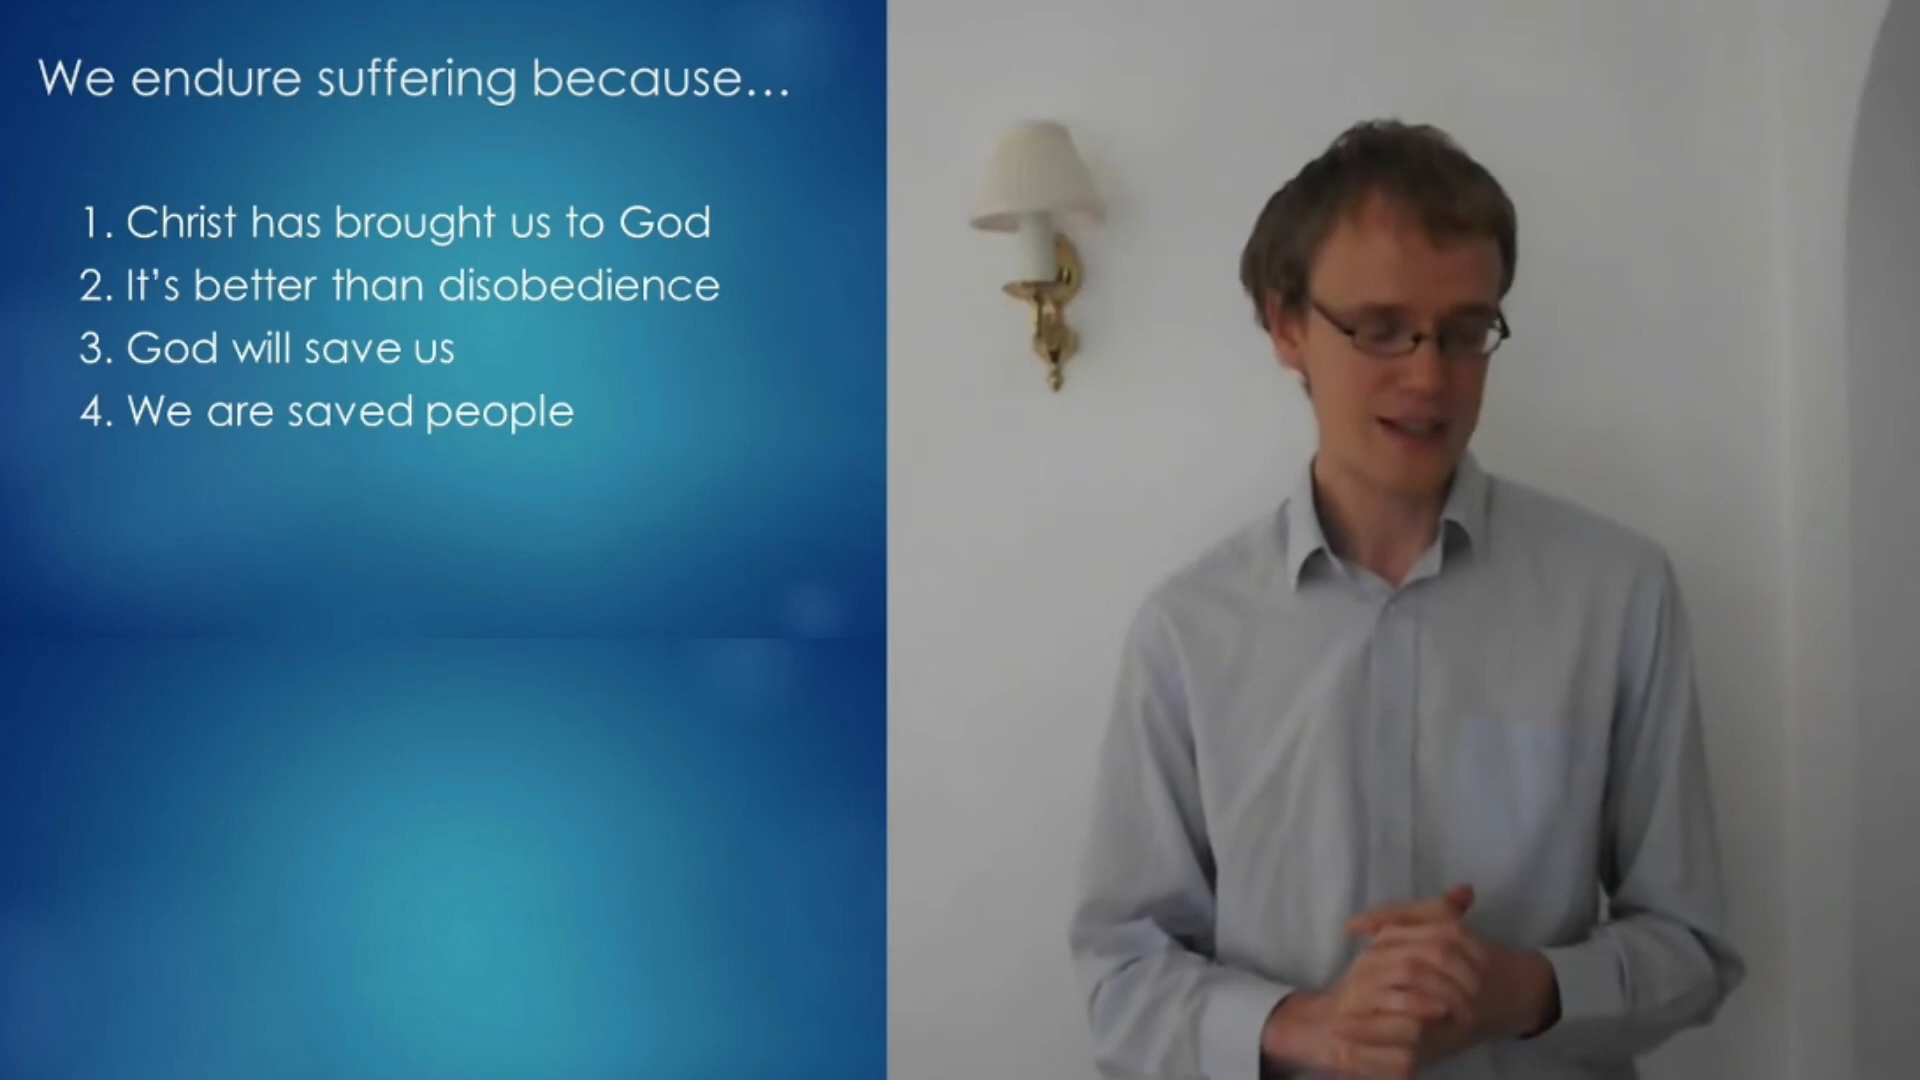 We endure suffering because...
1. Christ has brought us to God
2. It's better than disobedience
3. God will save us
4. We are saved people